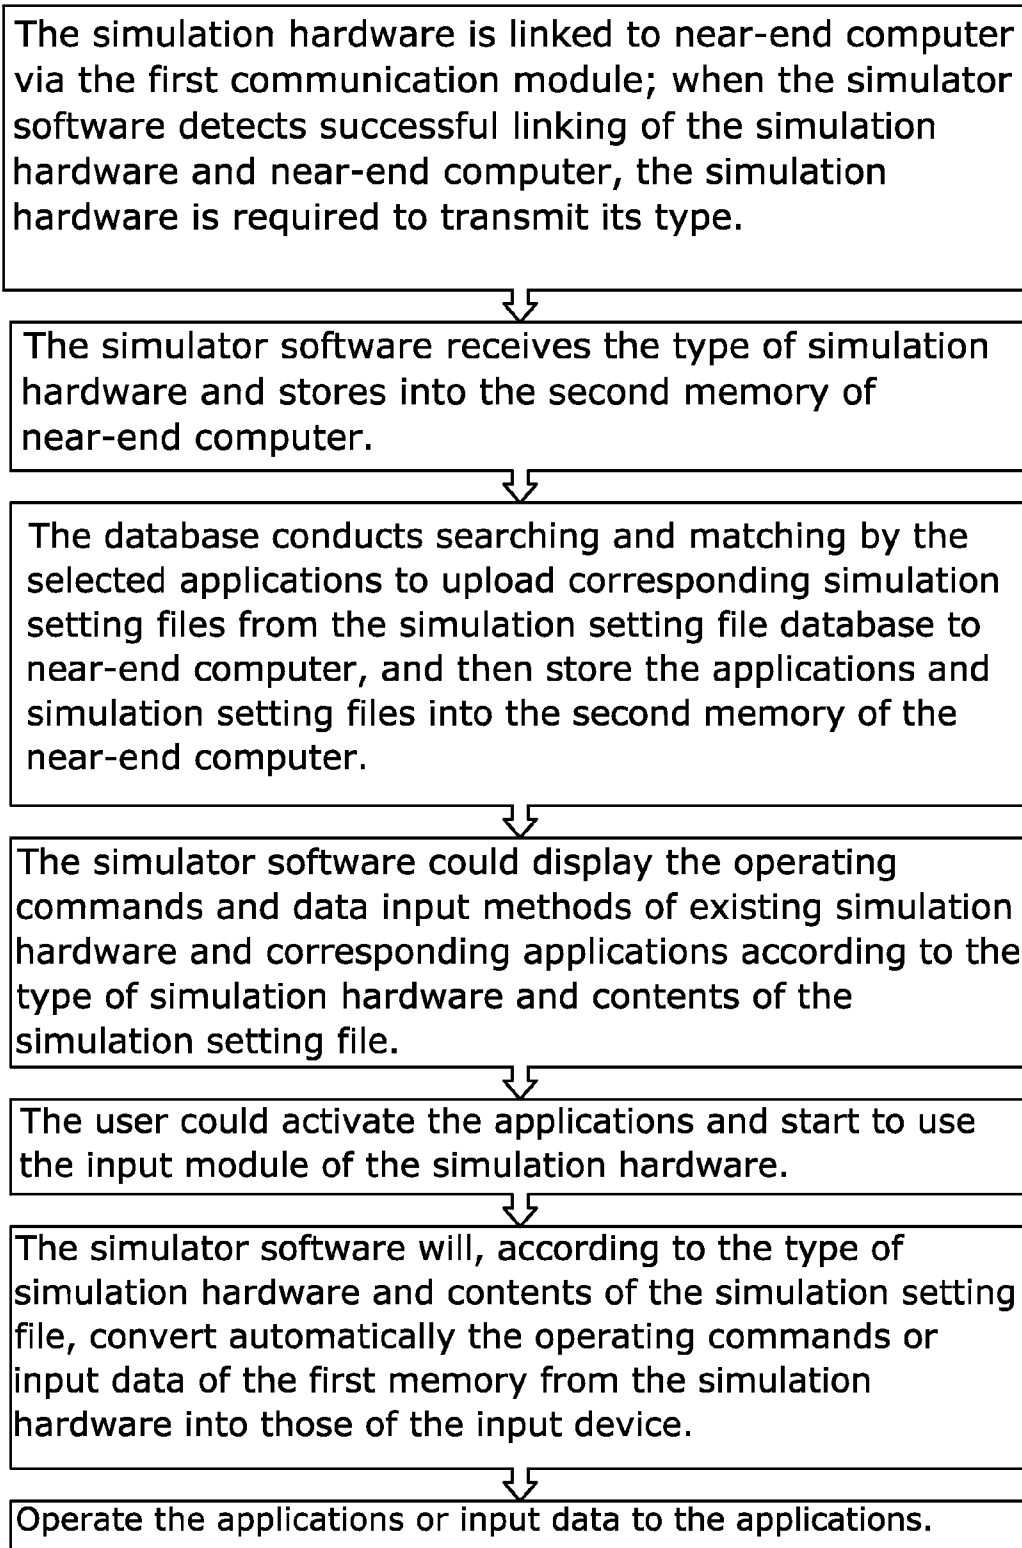 The simulation hardware is linked to near-end computer
via the first communication module; when the simulator
software detects successful linking of the simulation
hardware and near-end computer, the simulation
hardware is required to transmit its type.
The simulator software receives the type of simulation
hardware and stores into the second memory of
near-end computer.
The database conducts searching and matching by the
selected applications to upload corresponding simulation
setting files from the simulation setting file database to
near-end computer, and then store the applications and
simulation setting files into the second memory of the
near-end computer.
The simulator software could display the operating
commands and data input methods of existing simulation
hardware and corresponding applications according to the
type of simulation hardware and contents of the
simulation setting file.
The user could activate the applications and start to use
the input module of the simulation hardware.
The simulator software will, according to the type of
simulation hardware and contents of the simulation setting
file, convert automatically the operating commands or
input data of the first memory from the simulation
hardware into those of the input device.
Operate the applications or input data to the applications.